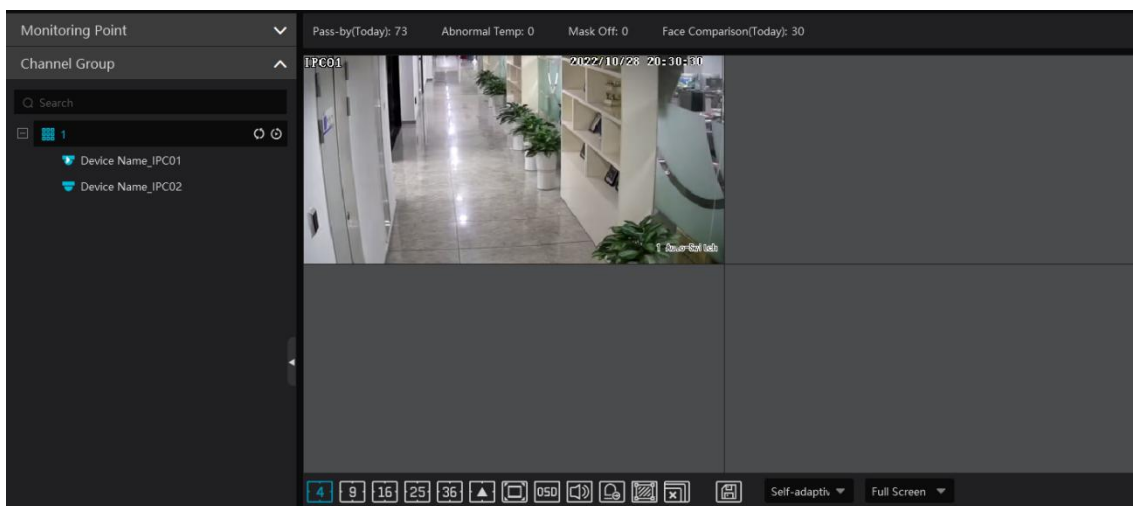 Monitoring Point
Pass-by(Today): 73 Abnormal Temp: 0 Mask Off: 0 Face Comparison(Today): 30
Channel Group
IPC01 2022/10/28 20:30:30
Search
1
Device Name_IPC01
Device Name_IPC02
1
4 9 16 25 36 OSD Self-adaptiv Full Screen